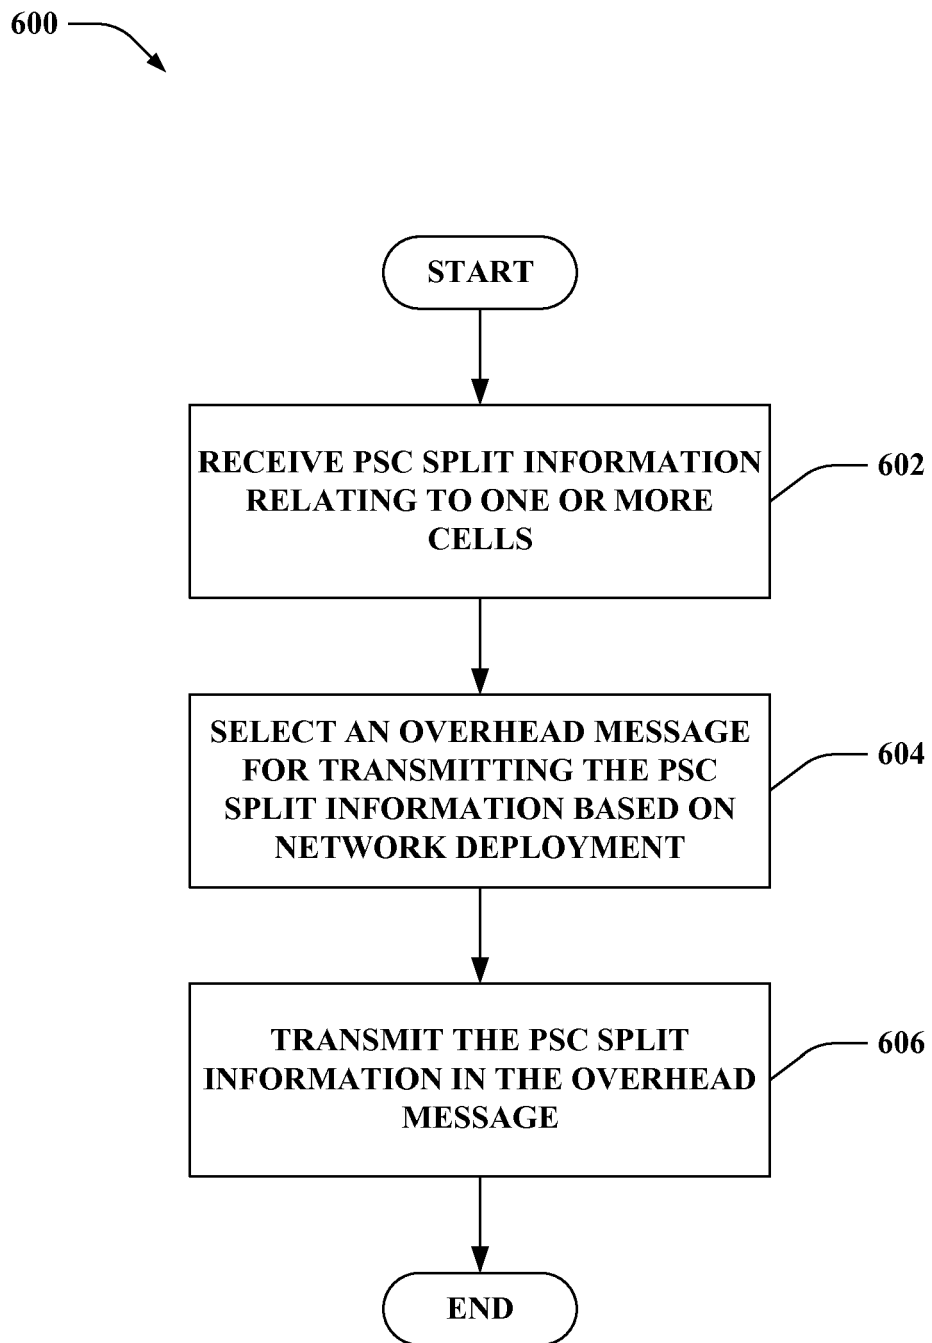 600
START
RECEIVE PSC SPLIT INFORMATION
RELATING TO ONE OR MORE
CELLS
602
SELECT AN OVERHEAD MESSAGE
FOR TRANSMITTING THE PSC
SPLIT INFORMATION BASED ON
NETWORK DEPLOYMENT
604
TRANSMIT THE PSC SPLIT
INFORMATION IN THE OVERHEAD
MESSAGE
606
END